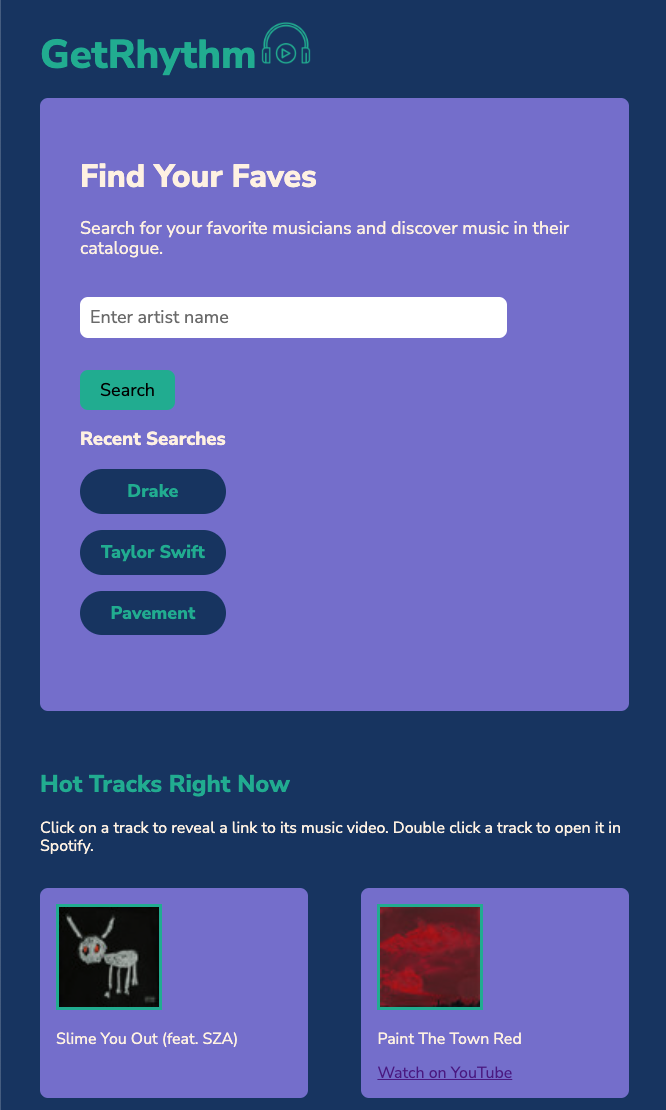 GetRhythm
Find Your Faves
Search for your favorite musicians and discover music in their
catalogue.
Enter artist name
Search
Recent Searches
Drake
Taylor Swift
Pavement
Hot Tracks Right Now
Click on a track to reveal a link to its music video. Double click a track to open it in
Spotify.
Slime You Out (feat. SZA)
Paint The Town Red
Watch on YouTube